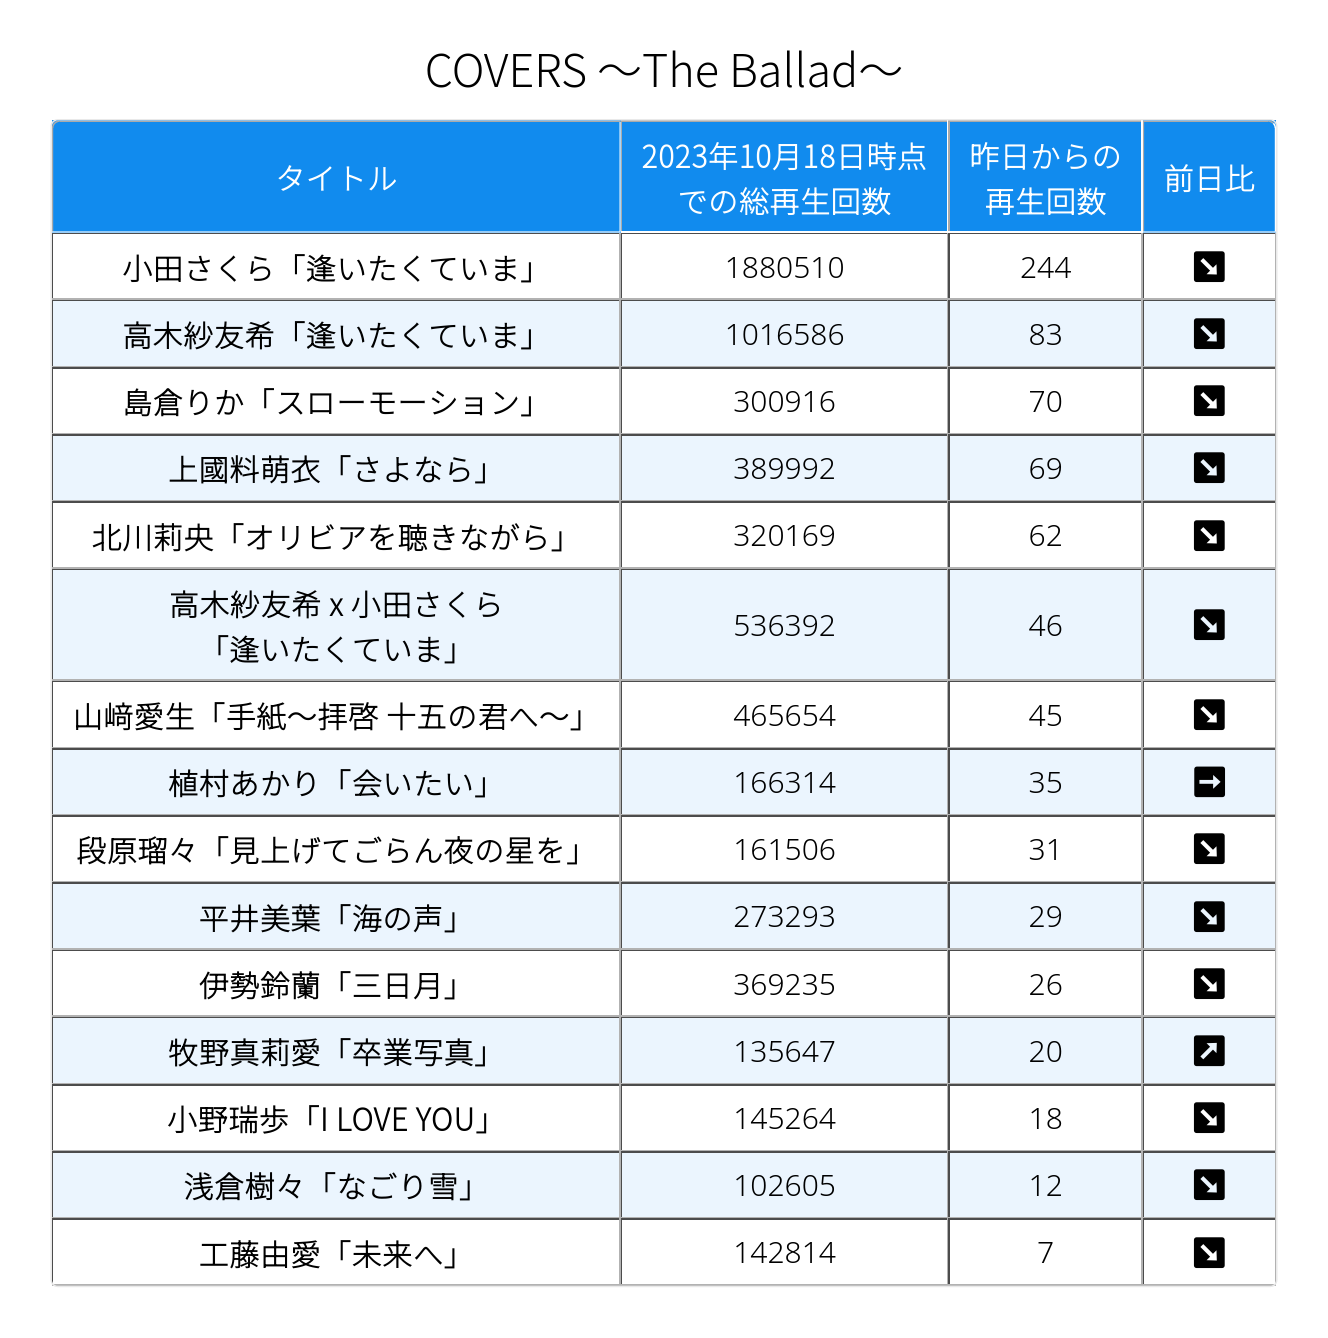 COVERS ～The Ballad～
タイトル
2023年10月18日時点
での総再生回数
昨日からの
再生回数
前日比
小田さくら「逢いたくていま」 1880510 244 ↘
高木紗友希「逢いたくていま」 1016586 83 ↘
島倉りか「スローモーション」 300916 70 ↘
上國料萌衣「さよなら」 389992 69 ↘
北川莉央「オリビアを聴きながら」 320169 62 ↘
高木紗友希 x 小田さくら
「逢いたくていま」 536392 46 ↘
山﨑愛生「手紙～拝啓 十五の君へ～」 465654 45 ↘
植村あかり「会いたい」 166314 35 →
段原瑠々「見上げてごらん夜の星を」 161506 31 ↘
平井美葉「海の声」 273293 29 ↘
伊勢鈴蘭「三日月」 369235 26 ↘
牧野真莉愛「卒業写真」 135647 20 ↗
小野瑞歩「I LOVE YOU」 145264 18 ↘
浅倉樹々「なごり雪」 102605 12 ↘
工藤由愛「未来へ」 142814 7 ↘